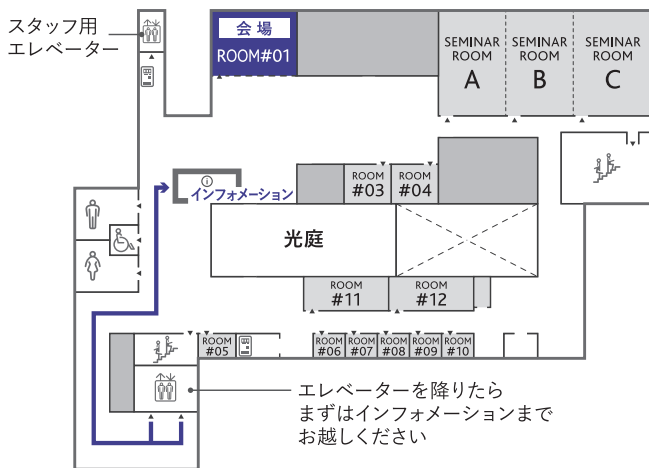 スタッフ用
エレベーター
会場
ROOM#01
SEMINAR
ROOM
A
SEMINAR
ROOM
B
SEMINAR
ROOM
C
インフォメーション
ROOM
#03
ROOM
#04
光庭
ROOM
#11
ROOM
#12
ROOM
#05
ROOM
#06
ROOM
#07
ROOM
#08
ROOM
#09
ROOM
#10
エレベーターを降りたら
まずはインフォメーションまで
お越しください